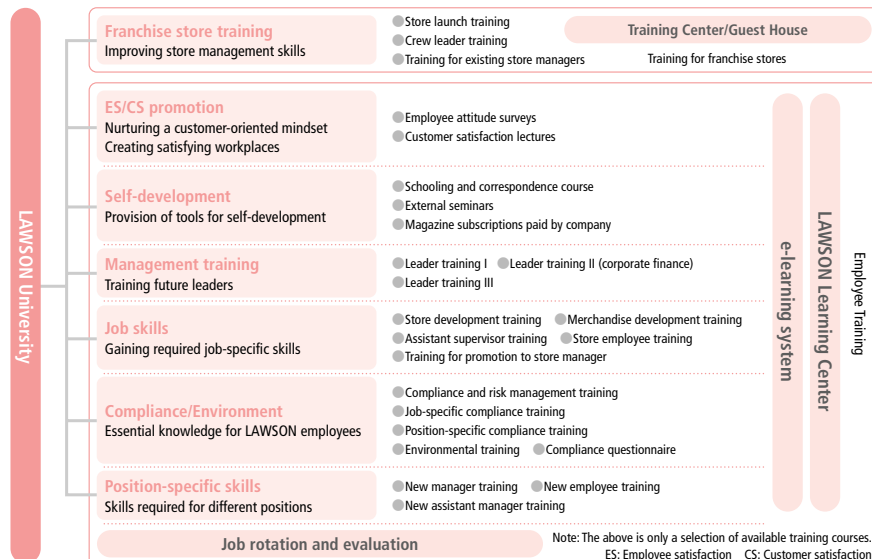 LAWSON University
Franchise store training
Improving store management skills
Store launch training
Crew leader training
Training for existing store managers
Training Center/Guest House
Training for franchise stores
ES/CS promotion
Nurturing a customer-oriented mindset
Creating satisfying workplaces
Employee attitude surveys
Customer satisfaction lectures
Self-development
Provision of tools for self-development
Schooling and correspondence course
External seminars
Magazine subscriptions paid by company
Management training
Training future leaders
Leader training I Leader training II (corporate finance)
Leader training III
Job skills
Gaining required job-specific skills
Store development training Merchandise development training
Assistant supervisor training Store employee training
Training for promotion to store manager
Compliance/Environment
Essential knowledge for LAWSON employees
Compliance and risk management training
Job-specific compliance training
Position-specific compliance training
Environmental training Compliance questionnaire
Position-specific skills
Skills required for different positions
New manager training New employee training
New assistant manager training
e-learning system
LAWSON Learning Center
Employee Training
Job rotation and evaluation
Note: The above is only a selection of available training courses.
ES: Employee satisfaction CS: Customer satisfaction